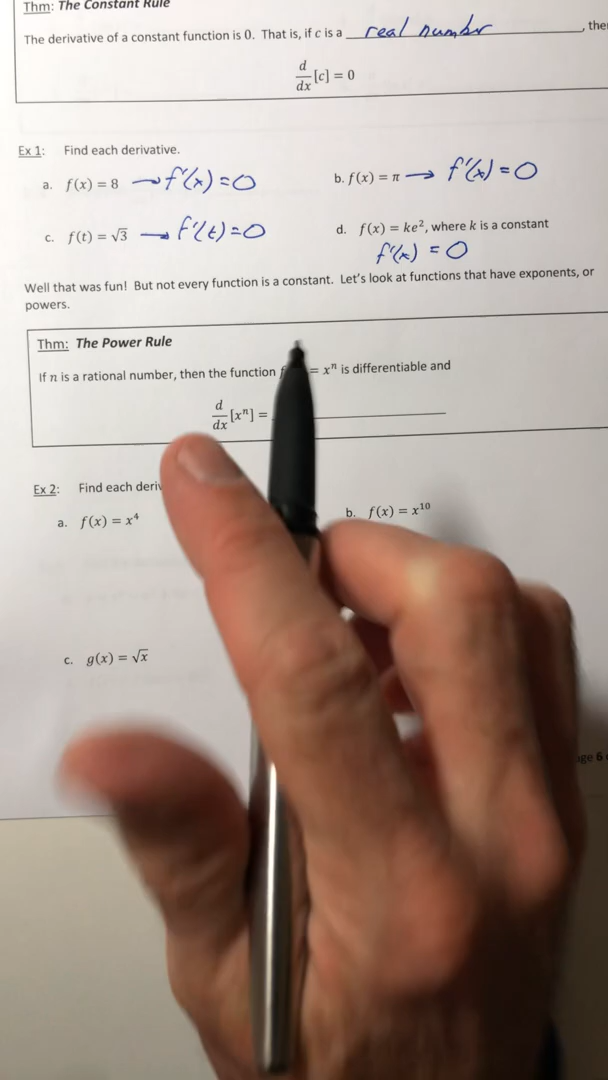 Thm: The Constant Rule
The derivative of a constant function is 0. That is, if c is a real number, then
d/dx [c] = 0
Ex 1: Find each derivative.
a. f(x) = 8 → f'(x) = 0 b. f(x) = π → f'(x) = 0
c. f(t) = √3 → f'(t) = 0 d. f(x) = ke², where k is a constant
f'(x) = 0
Well that was fun! But not every function is a constant. Let's look at functions that have exponents, or
powers.
Thm: The Power Rule
If n is a rational number, then the function = xⁿ is differentiable and
d/dx [xⁿ] =
Ex 2: Find each
a. f(x) = x⁴ b. f(x) = x¹⁰
c. g(x) = √x
6